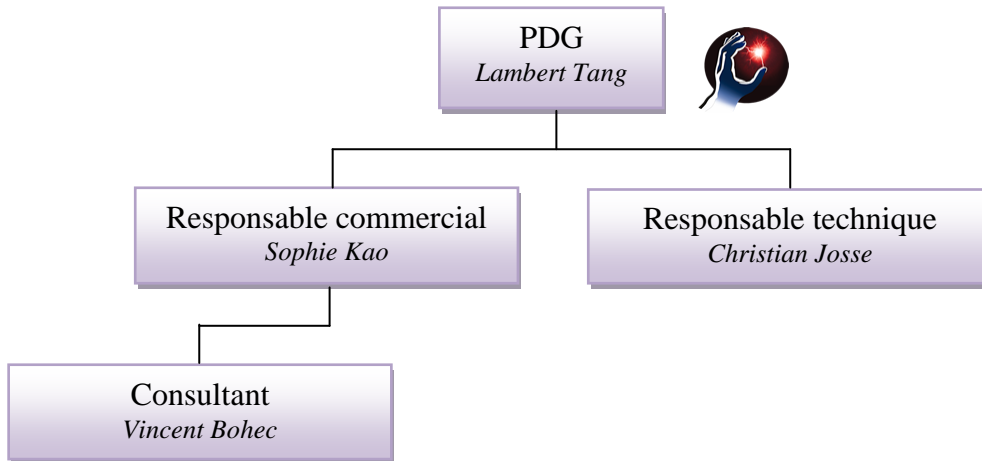 PDG
Lambert Tang
Responsable commercial
Sophie Kao
Responsable technique
Christian Josse
Consultant
Vincent Bohec